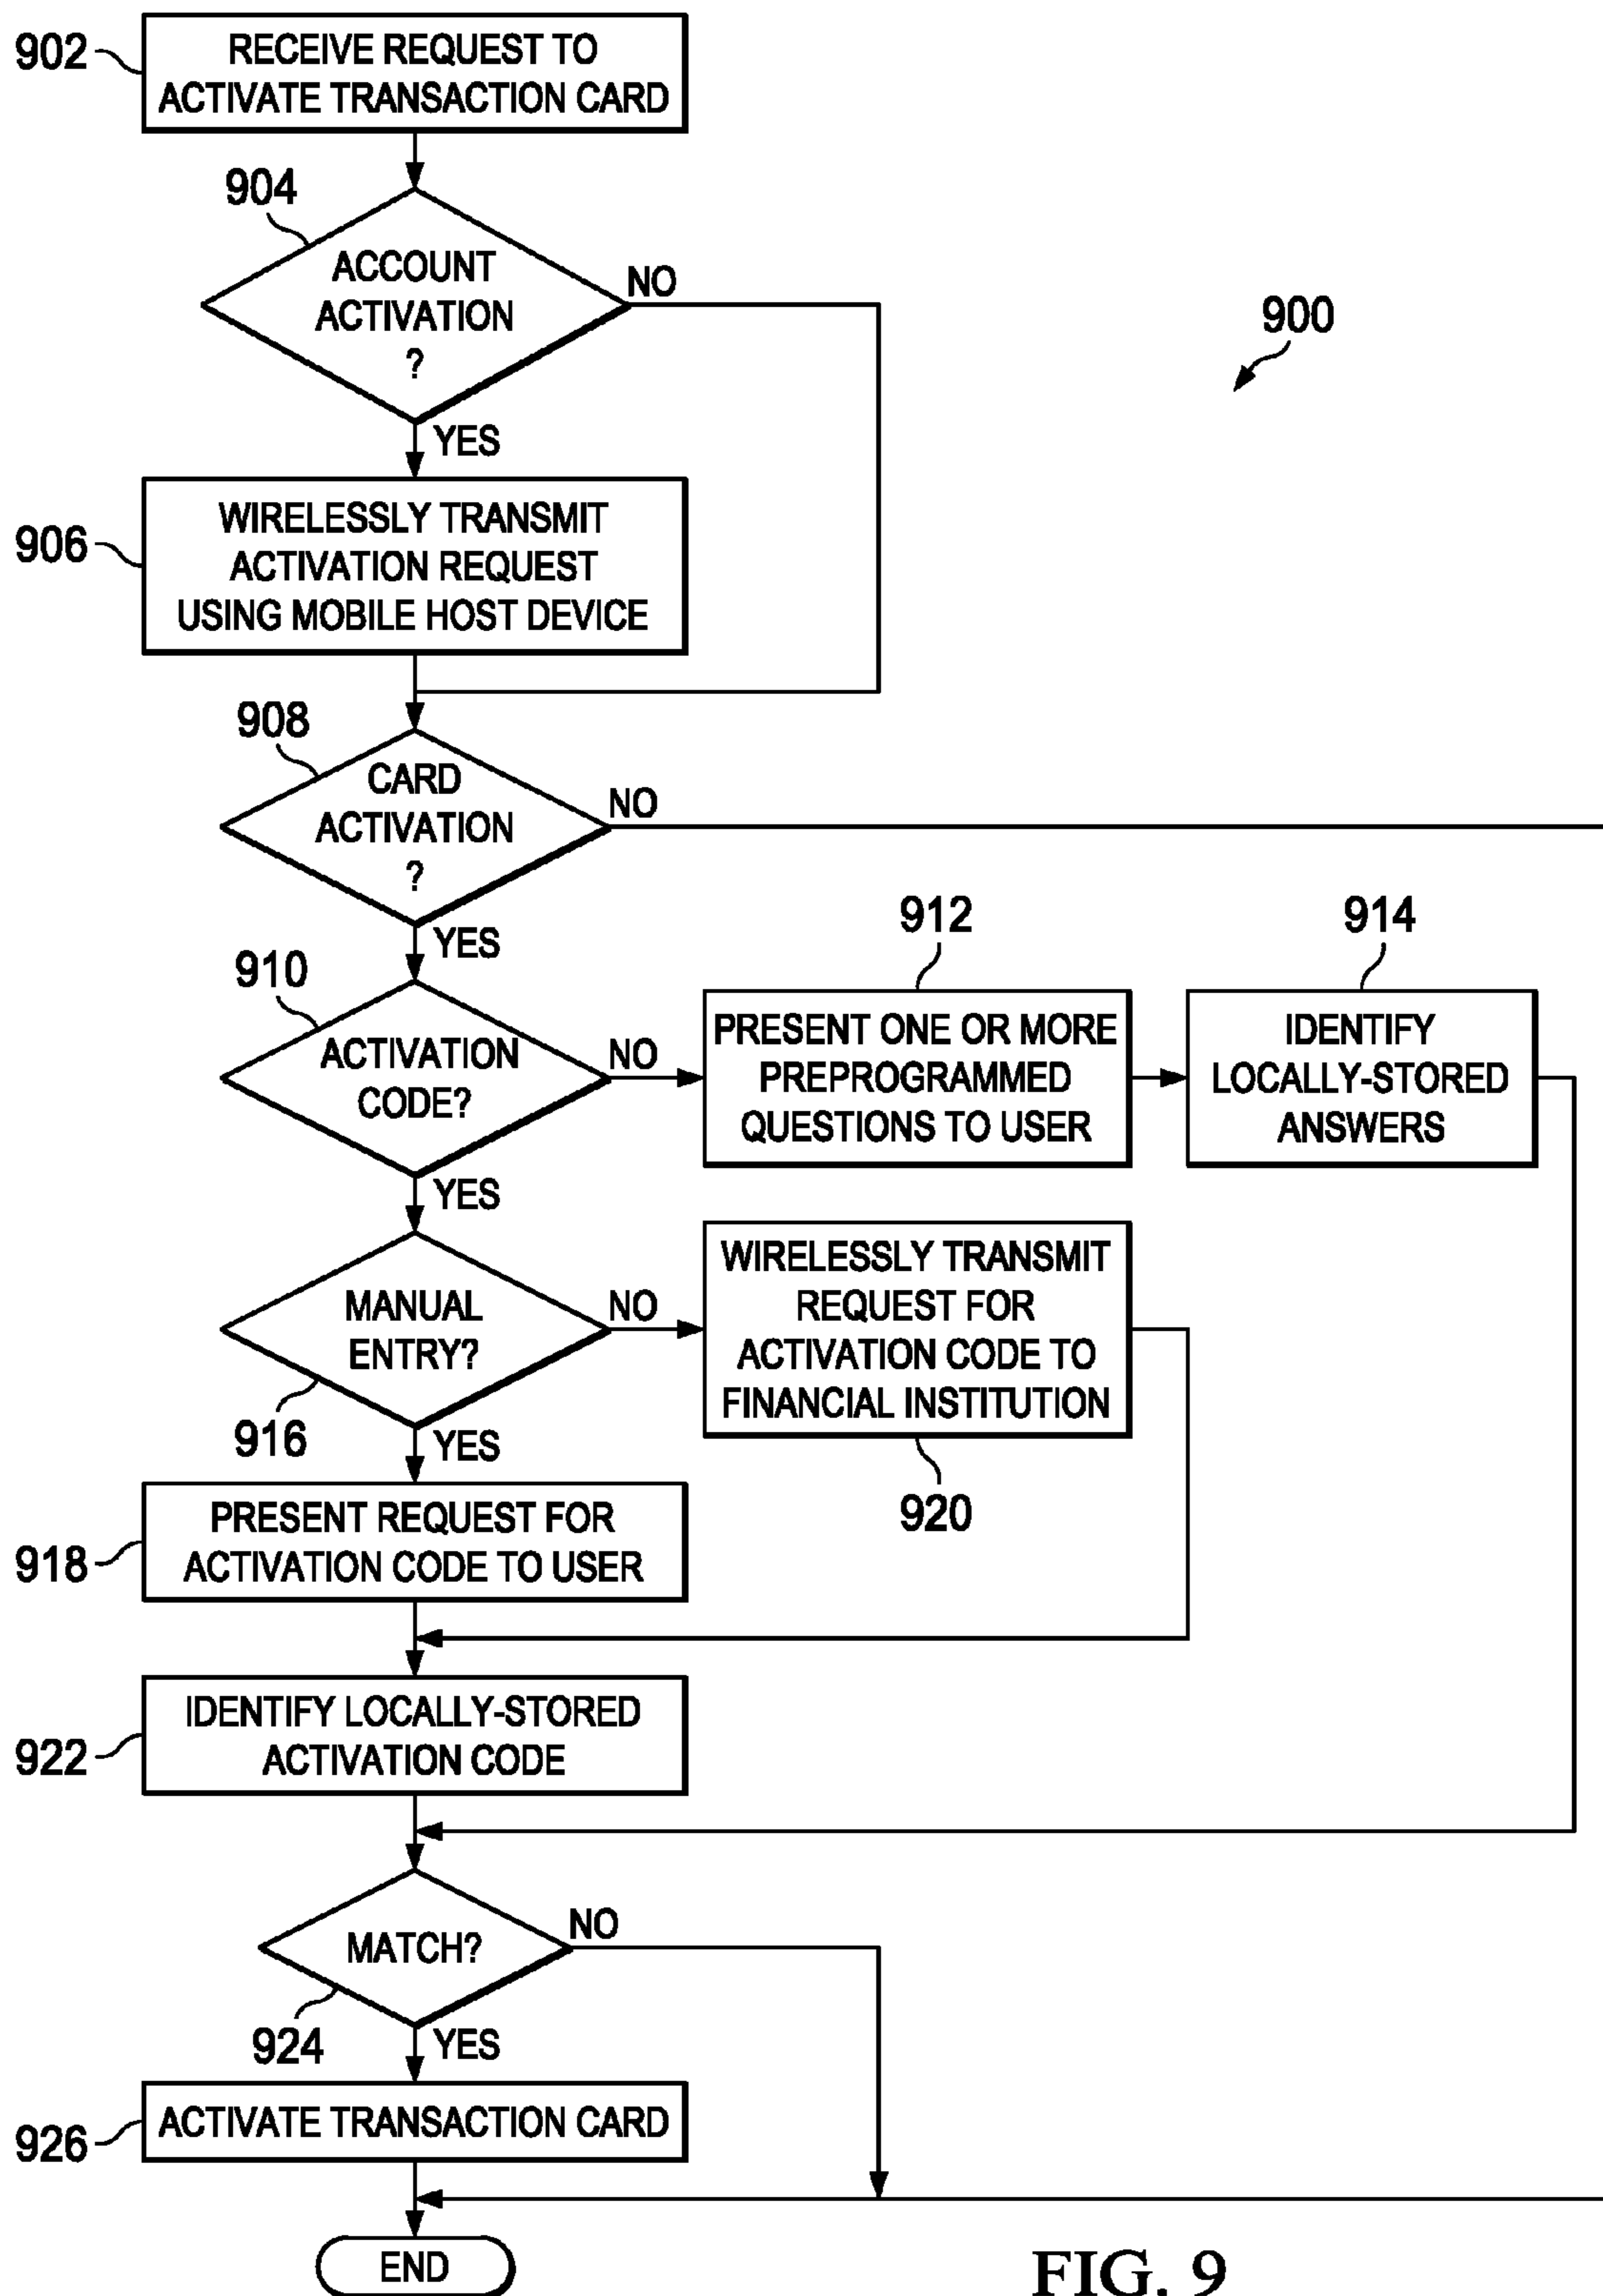 902
RECEIVE REQUEST TO
ACTIVATE TRANSACTION CARD
904
ACCOUNT
ACTIVATION
?
NO
YES
900
906
WIRELESSLY TRANSMIT
ACTIVATION REQUEST
USING MOBILE HOST DEVICE
908
CARD
ACTIVATION
?
NO
YES
910
ACTIVATION
CODE?
NO
YES
912
PRESENT ONE OR MORE
PREPROGRAMMED
QUESTIONS TO USER
914
IDENTIFY
LOCALLY-STORED
ANSWERS
MANUAL
ENTRY?
916
NO
YES
WIRELESSLY TRANSMIT
REQUEST FOR
ACTIVATION CODE TO
FINANCIAL INSTITUTION
920
918
PRESENT REQUEST FOR
ACTIVATION CODE TO USER
922
IDENTIFY LOCALLY-STORED
ACTIVATION CODE
MATCH?
924
NO
YES
926
ACTIVATE TRANSACTION CARD
END
FIG. 9